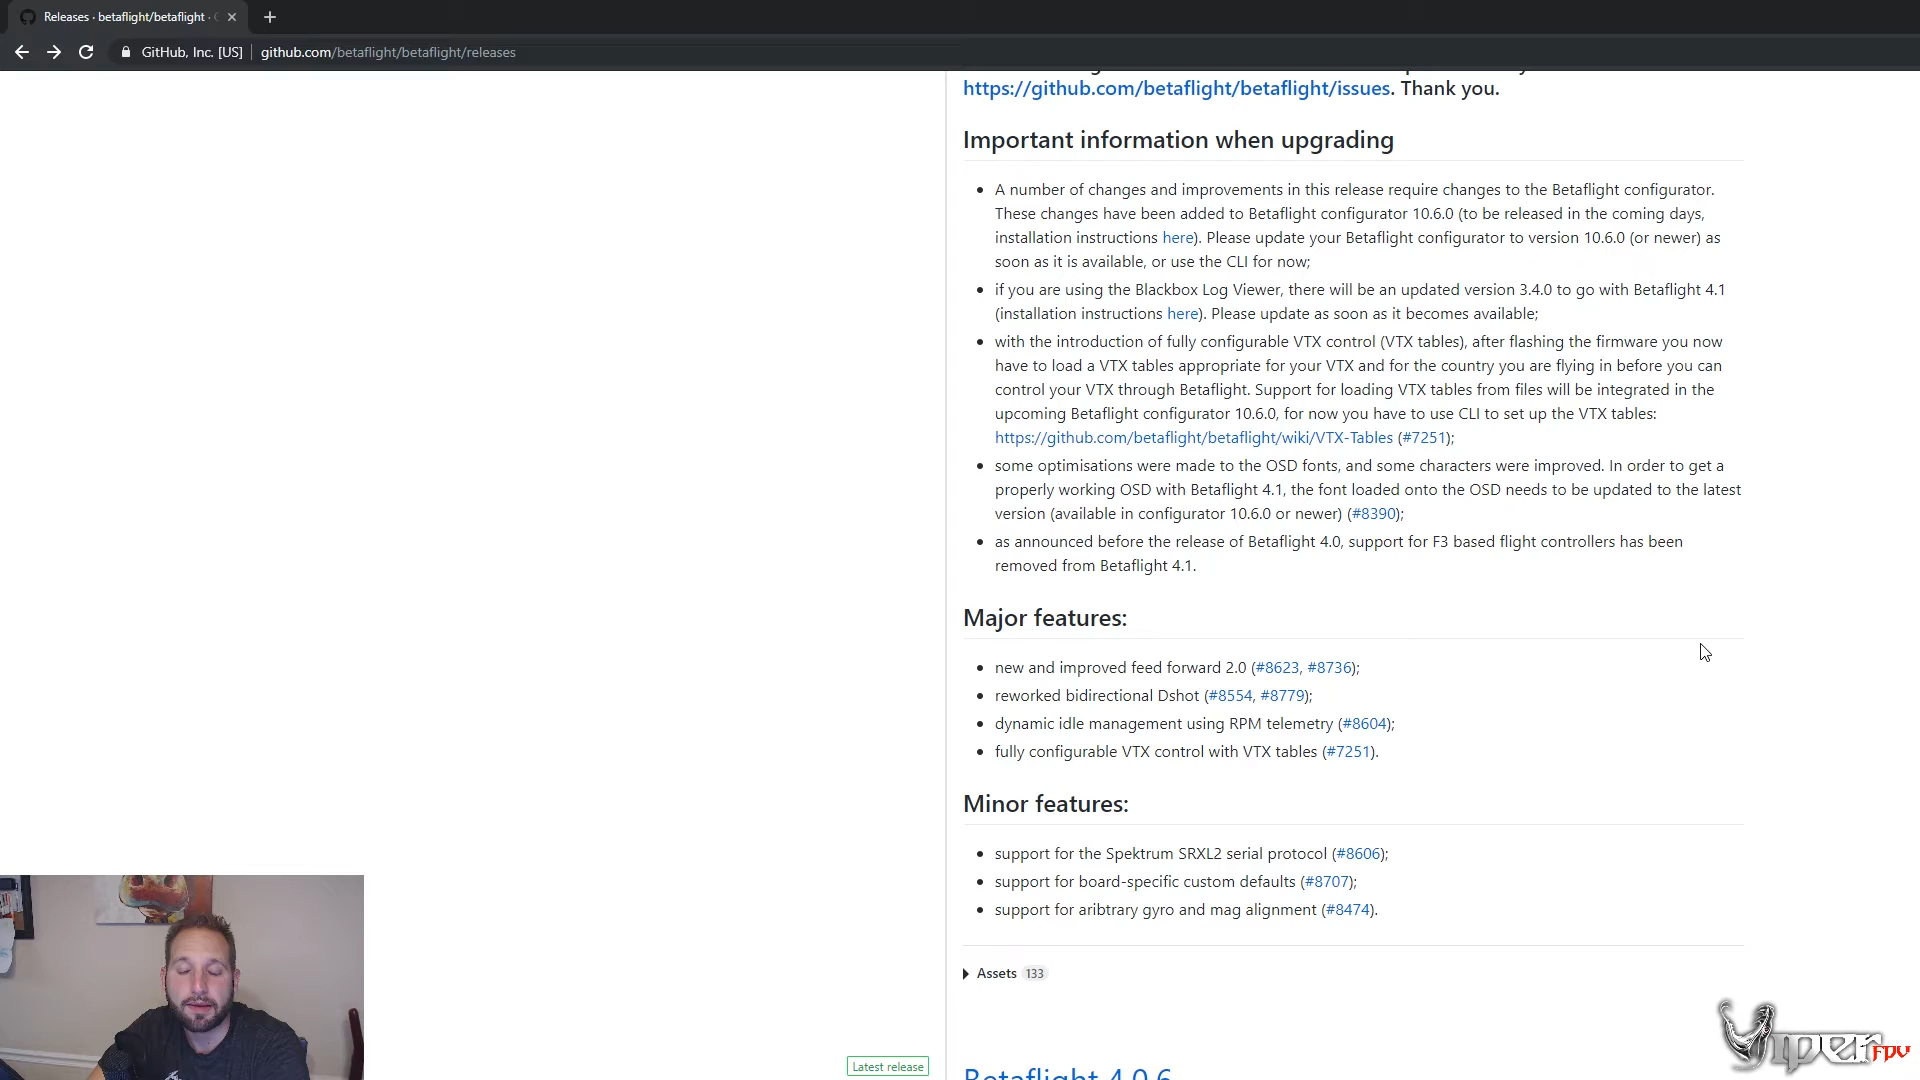 Releases · betaflight/betaflight ·
GitHub, Inc. [US] github.com/betaflight/betaflight/releases
https://github.com/betaflight/betaflight/issues. Thank you.
Important information when upgrading
A number of changes and improvements in this release require changes to the Betaflight configurator.
These changes have been added to Betaflight configurator 10.6.0 (to be released in the coming days,
installation instructions here). Please update your Betaflight configurator to version 10.6.0 (or newer) as
soon as it is available, or use the CLI for now;
if you are using the Blackbox Log Viewer, there will be an updated version 3.4.0 to go with Betaflight 4.1
(installation instructions here). Please update as soon as it becomes available;
with the introduction of fully configurable VTX control (VTX tables), after flashing the firmware you now
have to load a VTX tables appropriate for your VTX and for the country you are flying in before you can
control your VTX through Betaflight. Support for loading VTX tables from files will be integrated in the
upcoming Betaflight configurator 10.6.0, for now you have to use CLI to set up the VTX tables:
https://github.com/betaflight/betaflight/wiki/VTX-Tables (#7251);
some optimisations were made to the OSD fonts, and some characters were improved. In order to get a
properly working OSD with Betaflight 4.1, the font loaded onto the OSD needs to be updated to the latest
version (available in configurator 10.6.0 or newer) (#8390);
as announced before the release of Betaflight 4.0, support for F3 based flight controllers has been
removed from Betaflight 4.1.
Major features:
new and improved feed forward 2.0 (#8623, #8736);
reworked bidirectional Dshot (#8554, #8779);
dynamic idle management using RPM telemetry (#8604);
fully configurable VTX control with VTX tables (#7251).
Minor features:
support for the Spektrum SRXL2 serial protocol (#8606);
support for board-specific custom defaults (#8707);
support for aribtrary gyro and mag alignment (#8474).
Assets 133
Latest release
Betaflight 4.0.6
Viper FPV